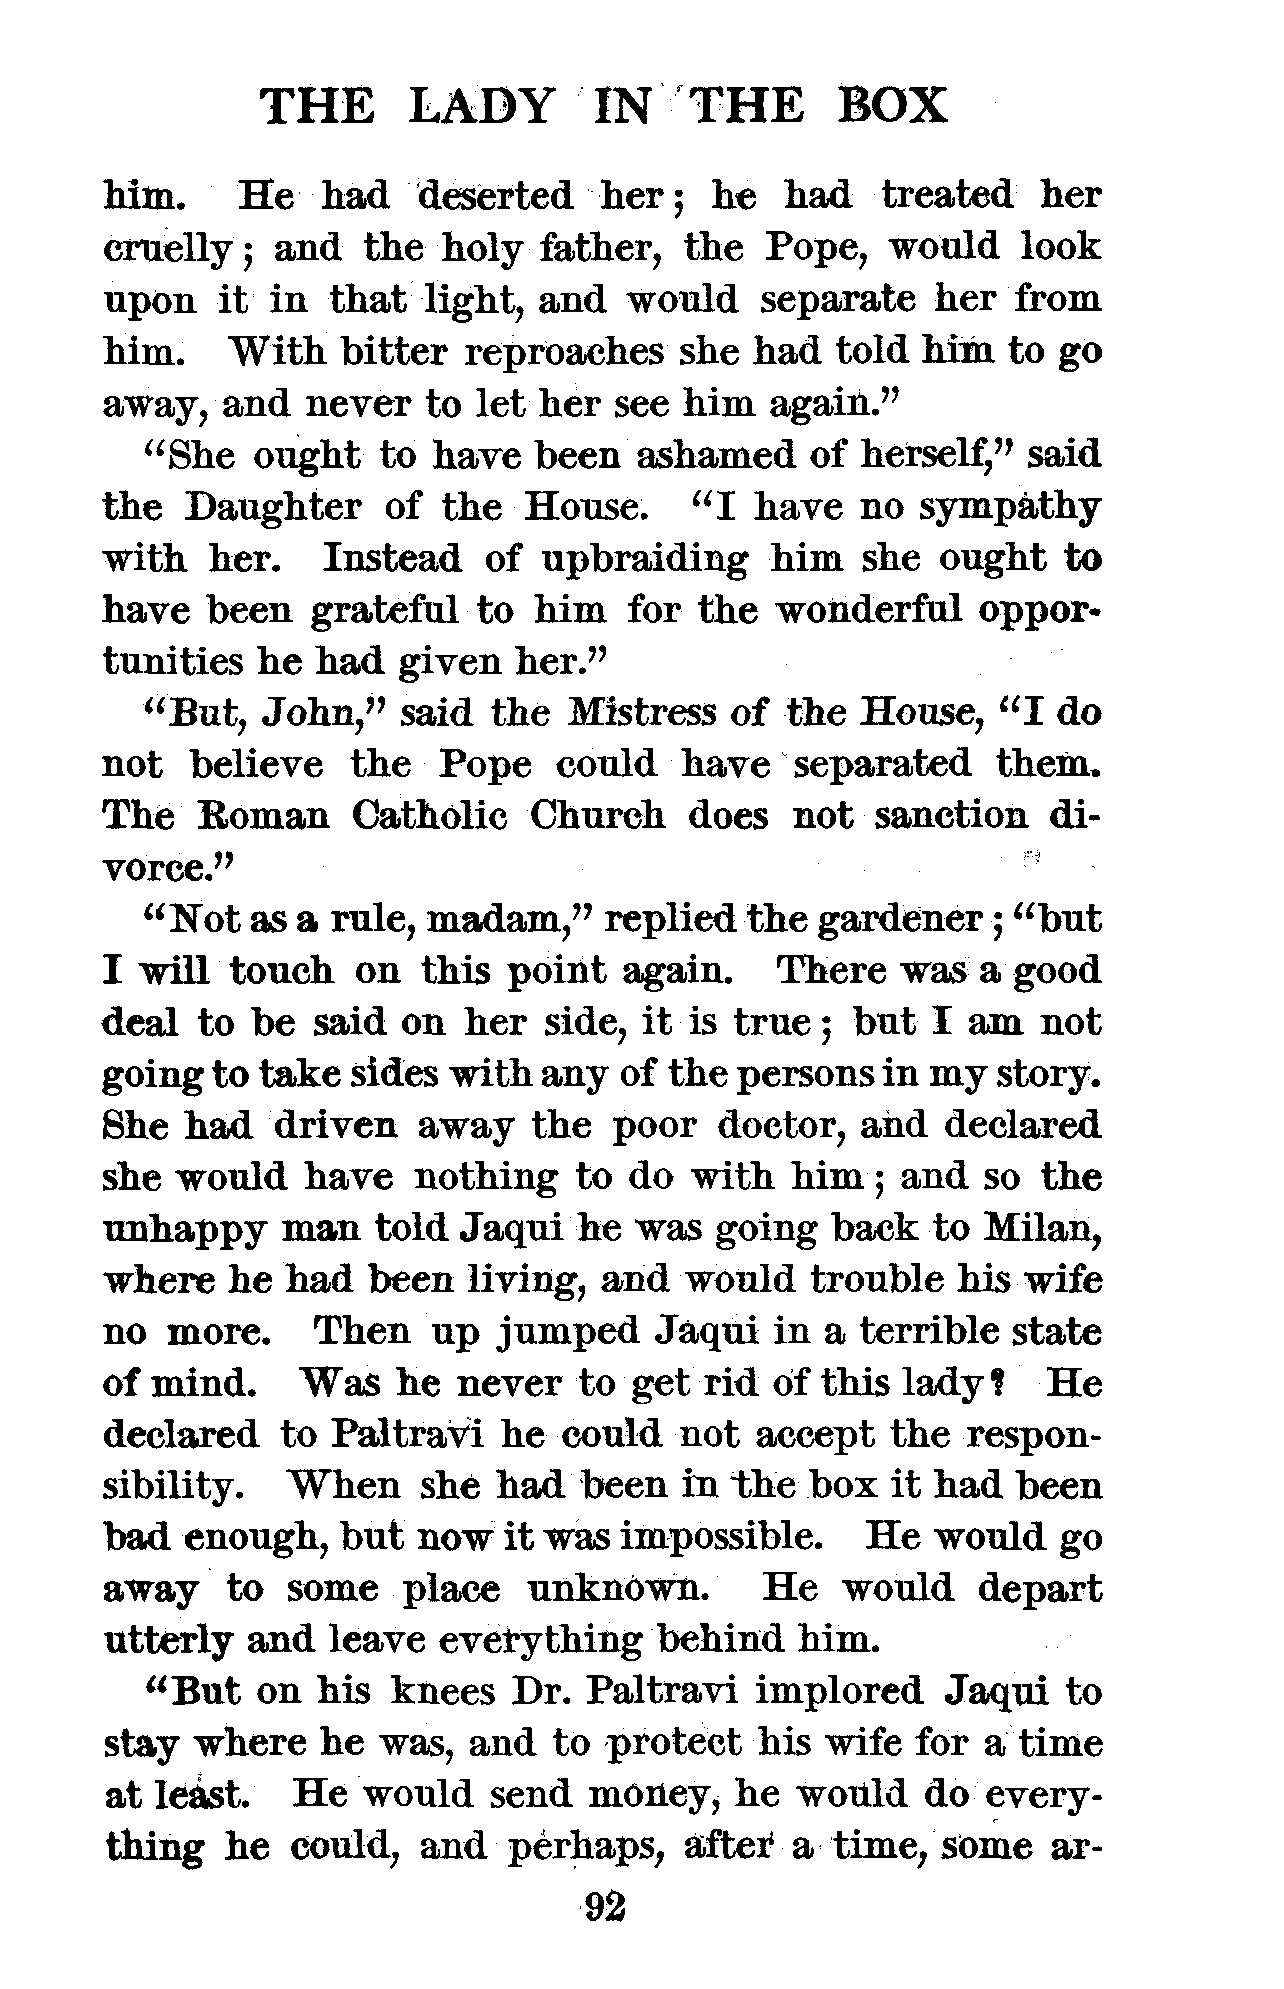 THE LADY IN THE BOX
him. He had deserted her; he had treated her
cruelly; and the holy father, the Pope, would look
upon it in that light, and would separate her from
him. With bitter reproaches she had told him to go
away, and never to let her see him again."
"She ought to have been ashamed of herself," said
the Daughter of the House. "I have no sympathy
with her. Instead of upbraiding him she ought to
have been grateful to him for the wonderful oppor-
tunities he had given her."
"But, John," said the Mistress of the House, "I do
not believe the Pope could have separated them.
The Roman Catholic Church does not sanction di-
vorce."
"Not as a rule, madam," replied the gardener; "but
I will touch on this point again. There was a good
deal to be said on her side, it is true; but I am not
going to take sides with any of the persons in my story.
She had driven away the poor doctor, and declared
she would have nothing to do with him; and so the
unhappy man told Jaqui he was going back to Milan,
where he had been living, and would trouble his wife
no more. Then up jumped Jaqui in a terrible state
of mind. Was he never to get rid of this lady? He
declared to Paltravi he could not accept the respon-
sibility. When she had been in the box it had been
bad enough, but now it was impossible. He would go
away to some place unknown. He would depart
utterly and leave everything behind him.
"But on his knees Dr. Paltravi implored Jaqui to
stay where he was, and to protect his wife for a time
at least. He would send money, he would do every-
thing he could, and perhaps, after a time, some ar-
92